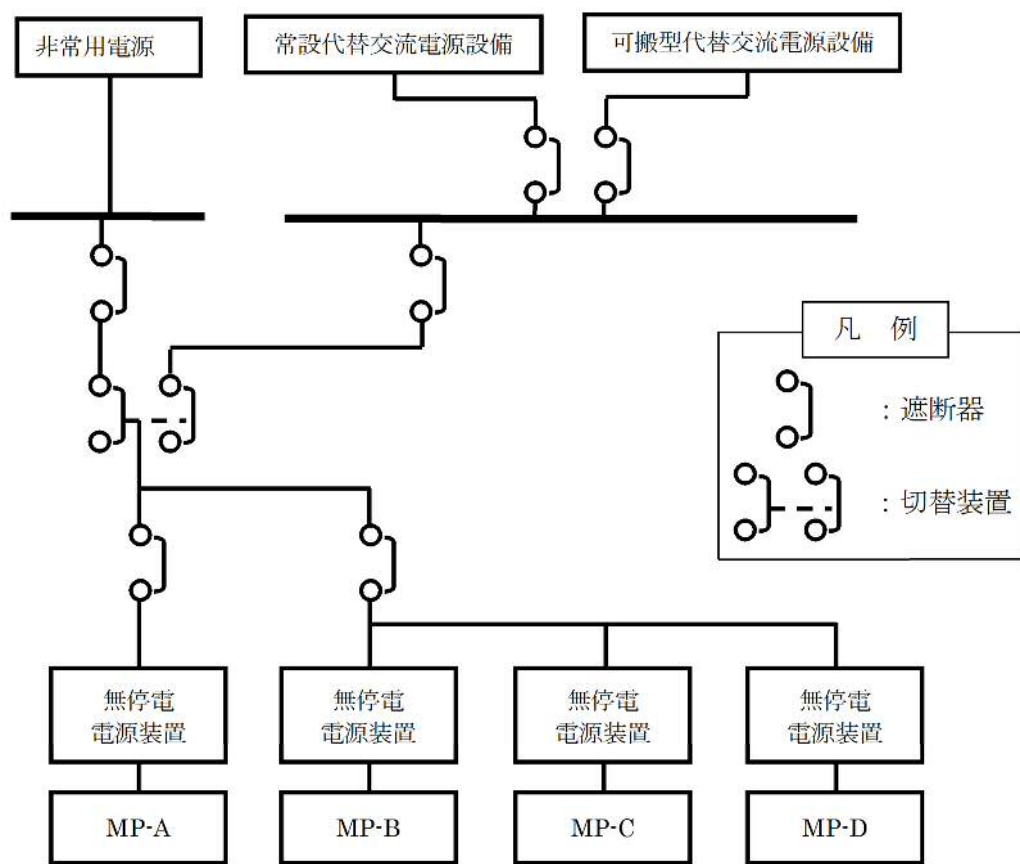 非常用電源
常設代替交流電源設備
可搬型代替交流電源設備
凡 例
：遮断器
：切替装置
無停電
電源装置
無停電
電源装置
無停電
電源装置
無停電
電源装置
MP-A
MP-B
MP-C
MP-D